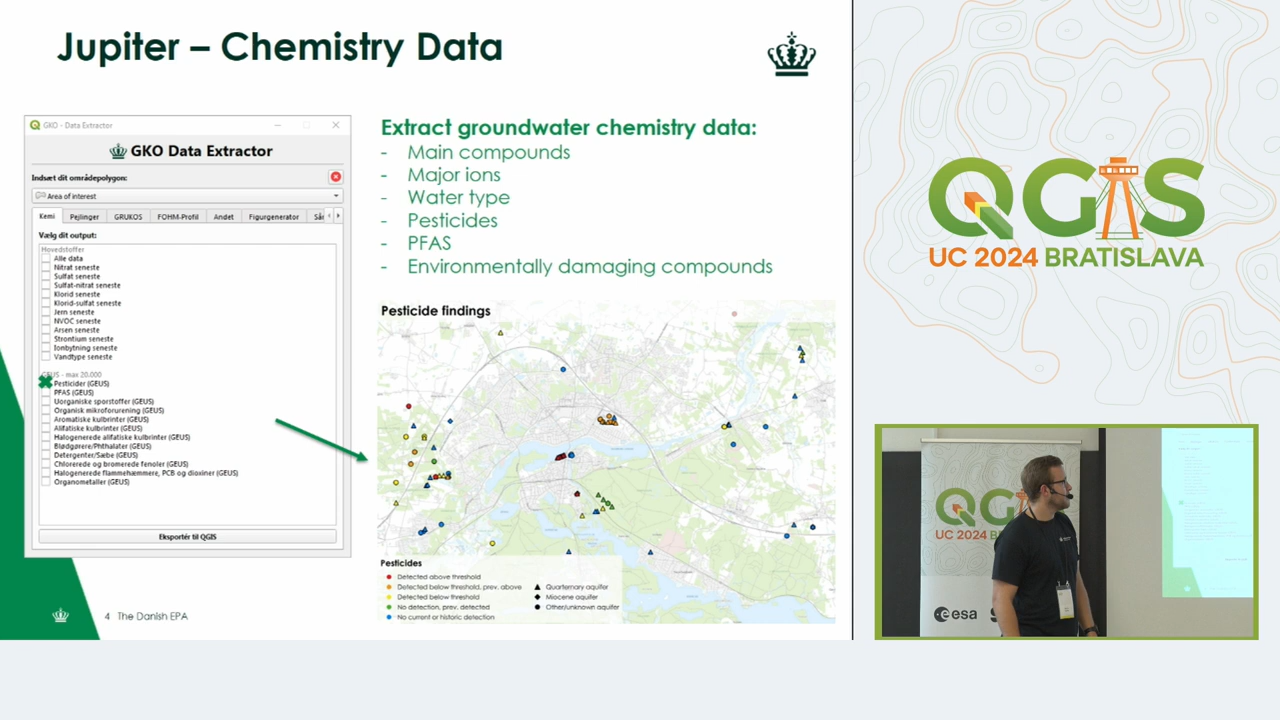 Jupiter – Chemistry Data
GKO - Data Extractor
GKO Data Extractor
Indsæt dit områdepolygon:
Area of interest
Kemi Pejlinger GRUKOS FOHM-Profil Andet Figurgenerator
Vælg dit output:
Hovedstoffer
Alle data
Nitrat seneste
Sulfat seneste
Sulfat-nitrat seneste
Klorid seneste
Klorid-sulfat seneste
Jern seneste
NVOC seneste
Arsen seneste
Strontium seneste
Ionbytning seneste
Vandtype seneste
GEUS - max 20.000
Pesticider (GEUS)
PFAS (GEUS)
Uorganiske sporstoffer (GEUS)
Organisk mikroforurening (GEUS)
Aromatiske kulbrinter (GEUS)
Alifatiske kulbrinter (GEUS)
Halogenerede alifatiske kulbrinter (GEUS)
Blødgørere/Phthalater (GEUS)
Detergenter/Sæbe (GEUS)
Chlorerede og bromerede fenoler (GEUS)
Halogenerede flammehæmmere, PCB og dioxiner (GEUS)
Organometaller (GEUS)
Eksportér til QGIS
4 The Danish EPA
Extract groundwater chemistry data:
- Main compounds
- Major ions
- Water type
- Pesticides
- PFAS
- Environmentally damaging compounds
Pesticide findings
Pesticides
Detected above threshold
Detected below threshold, prev. above
Detected below threshold
No detection, prev. detected
No current or historic detection
Quarternary aquifer
Miocene aquifer
Other/unknown aquifer
QGIS
UC 2024 BRATISLAVA
QGIS
UC 2024 B
esa